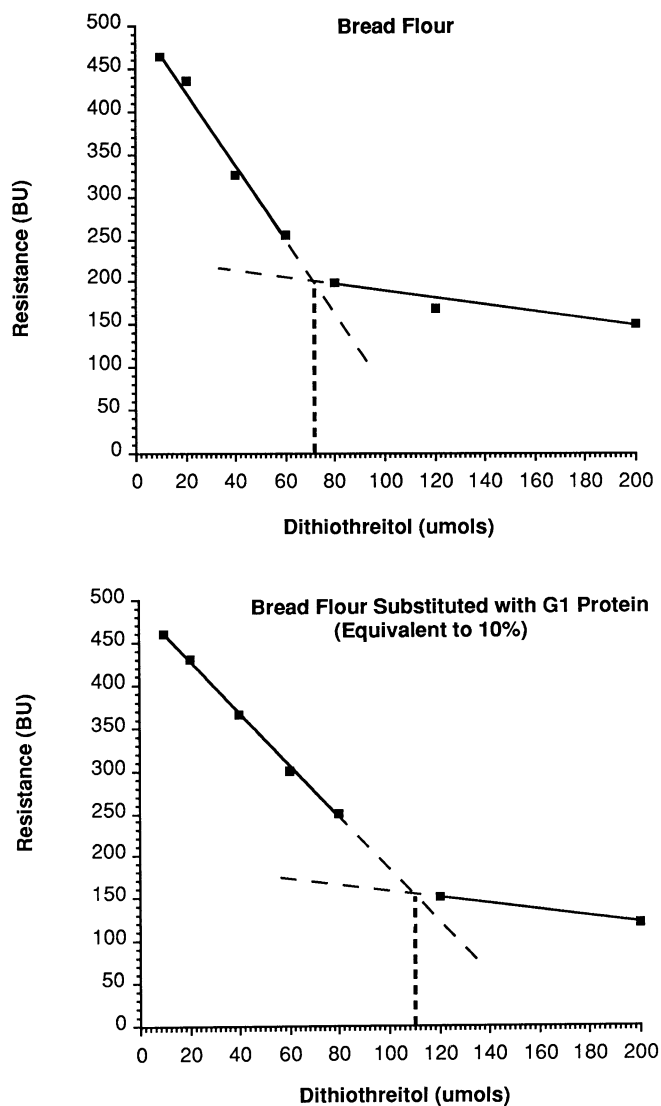 Bread Flour
500
450
400
350
300
250
200
150
100
50
0
Resistance (BU)
0 20 40 60 80 100 120 140 160 180 200
Dithiothreitol (umols)
Bread Flour Substituted with G1 Protein
(Equivalent to 10%)
500
450
400
350
300
250
200
150
100
50
0
Resistance (BU)
0 20 40 60 80 100 120 140 160 180 200
Dithiothreitol (umols)